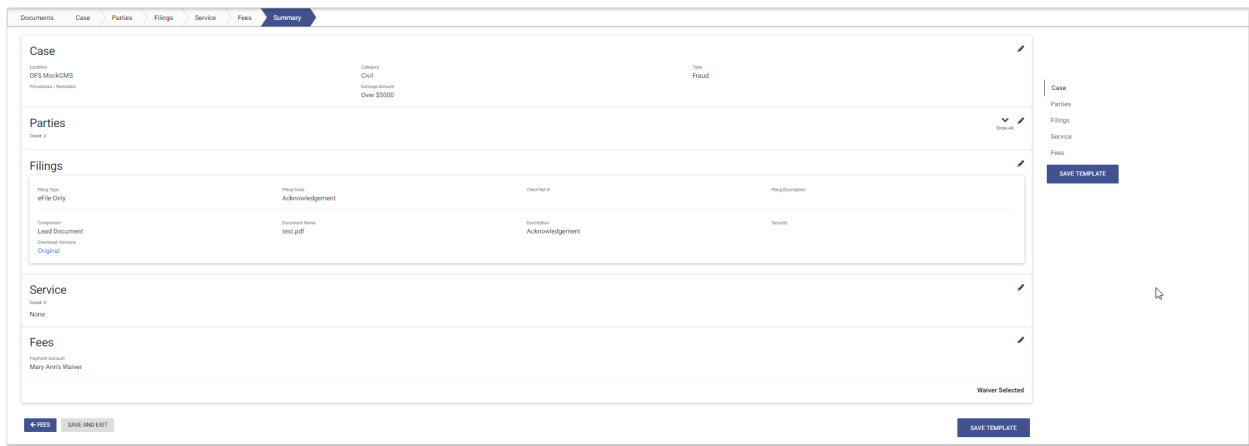 Documents Case Parties Filings Service Fees Summary
Case
Location Category Type
OFS MockCMS Civil Fraud
Procedures / Remedies Damage Amount
Over $5000
Parties
Count: 2
Show All
Filings
Filing Type Filing Code Client Ref # Filing Description
eFile Only Acknowledgement
Component Document Name Description Security
Lead Document test.pdf Acknowledgement
Download Versions
Original
Service
Count: 0
None
Fees
Payment Account
Mary Ann's Waiver
Waiver Selected
FEES SAVE AND EXIT SAVE TEMPLATE
Case
Parties
Filings
Service
Fees
SAVE TEMPLATE